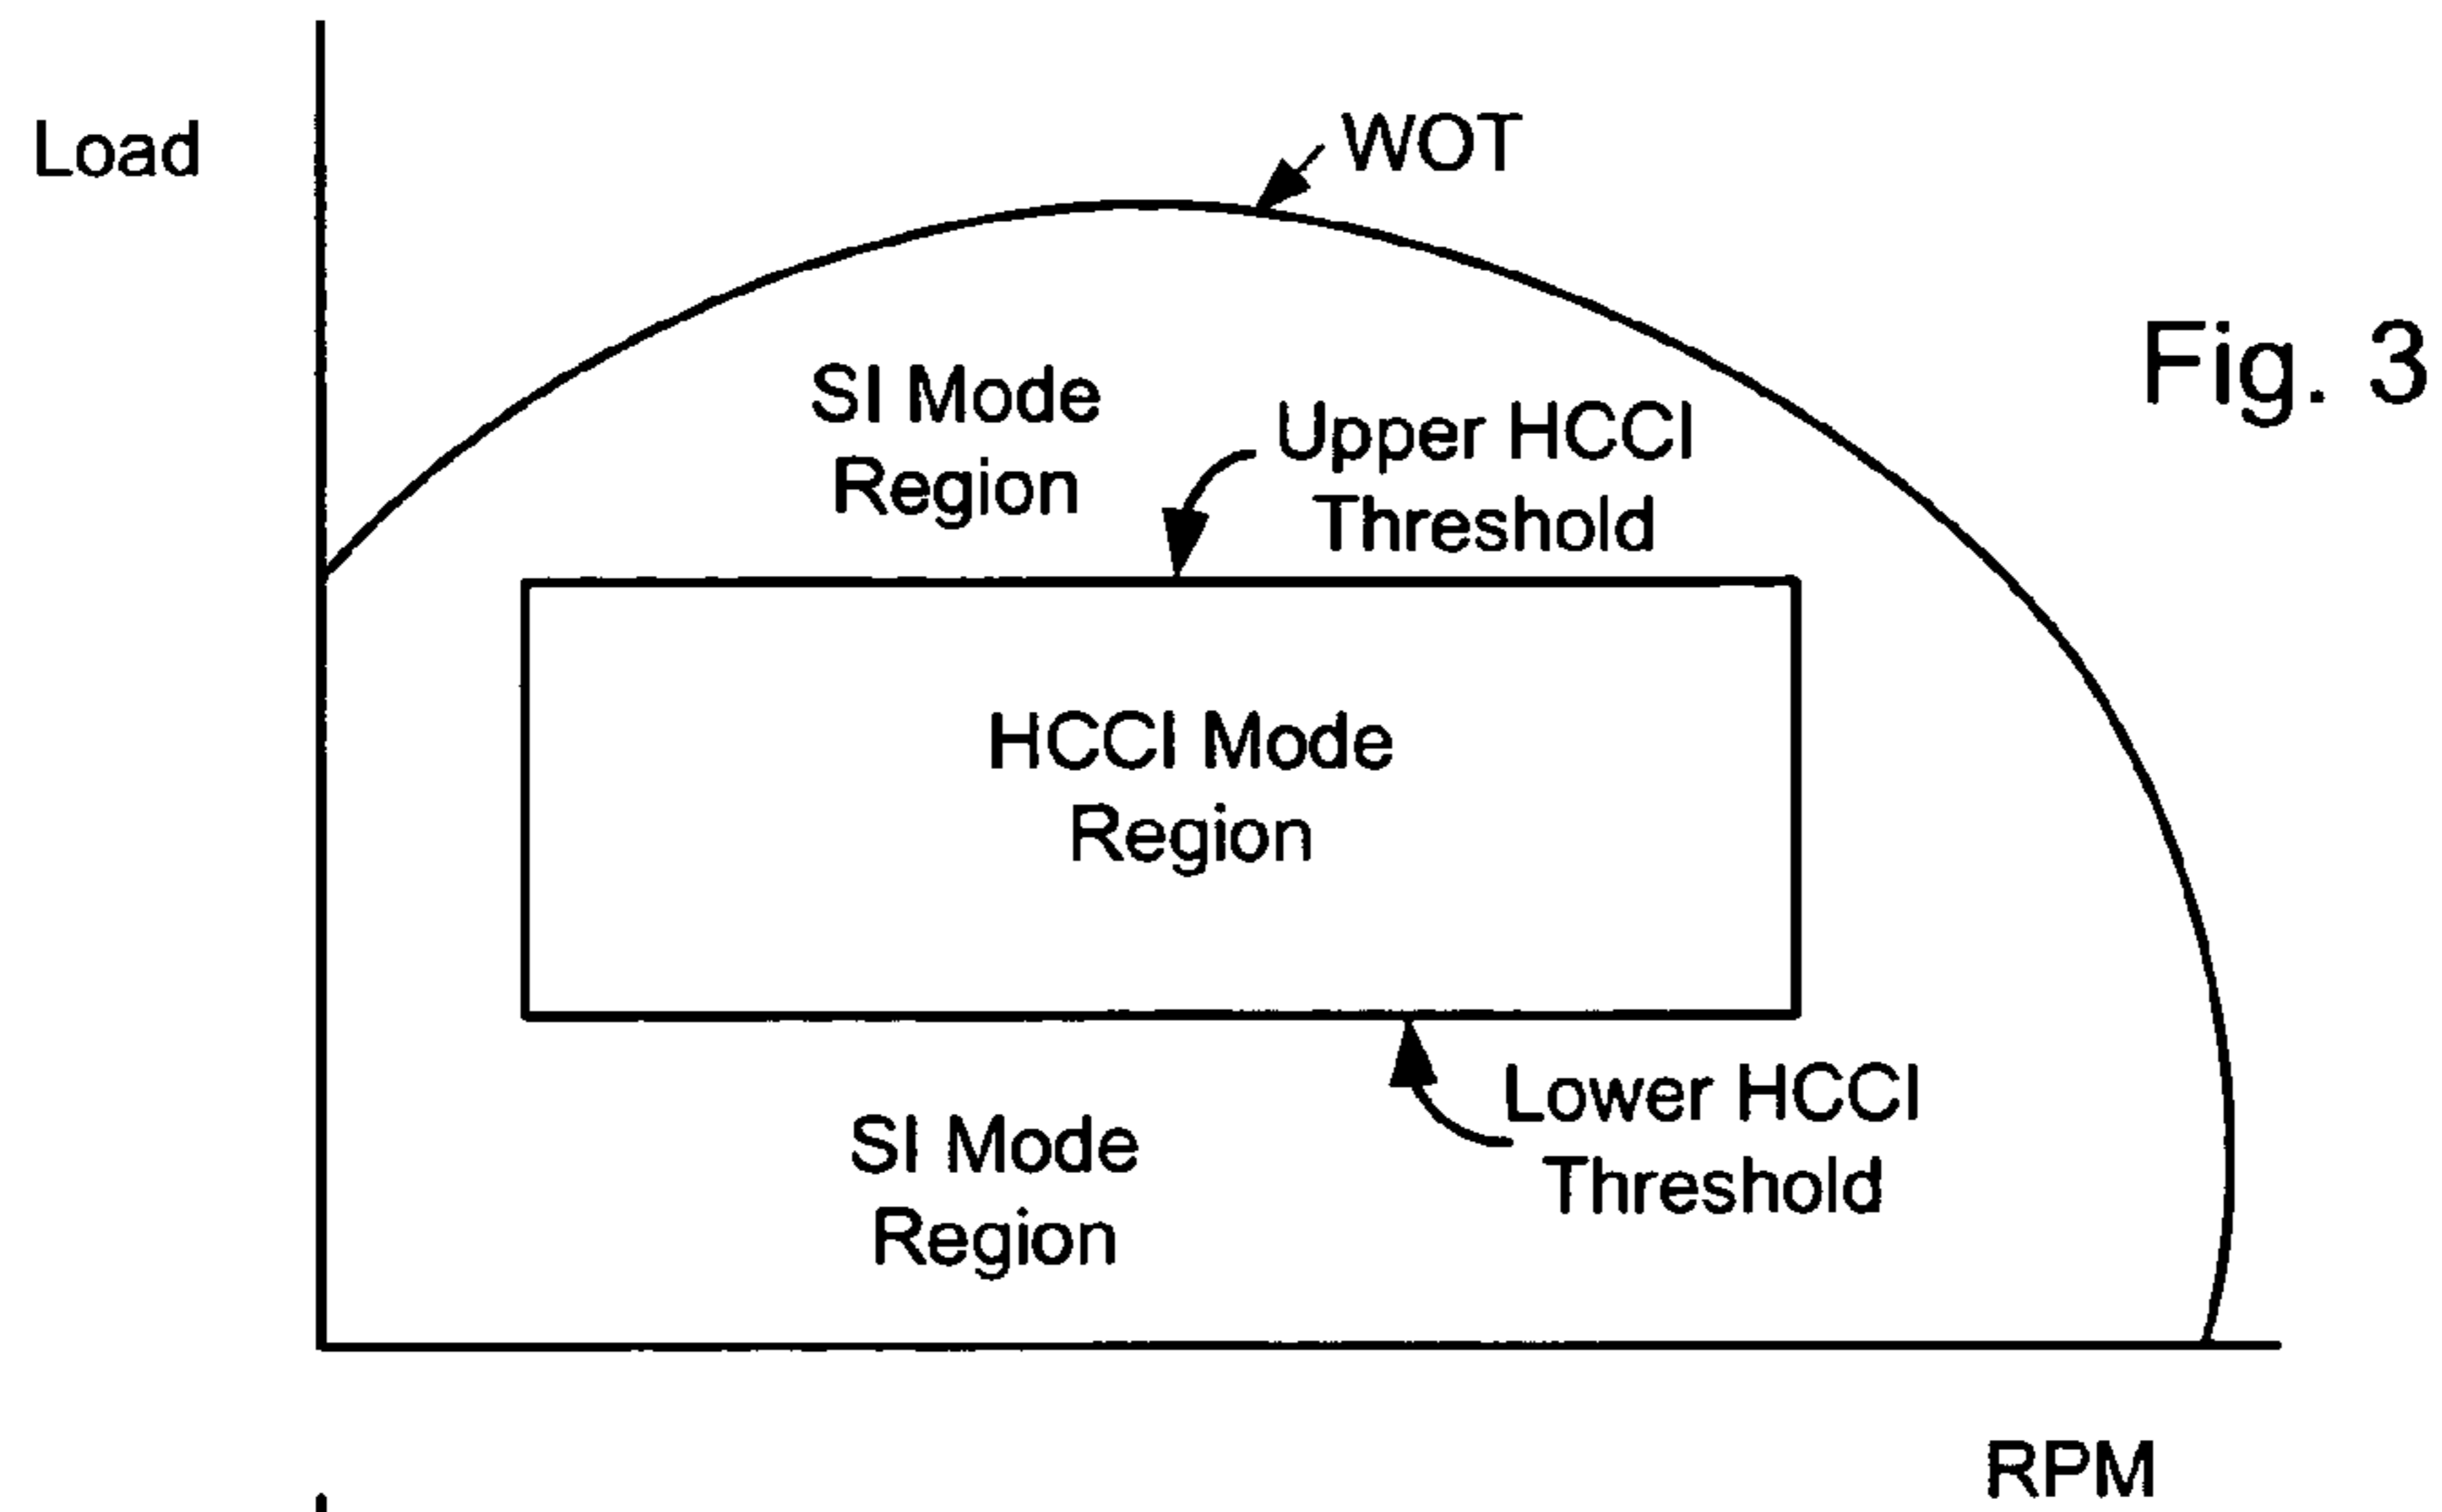 Load
WOT
Fig. 3
SI Mode
Region
Upper HCCI
Threshold
HCCI Mode
Region
Lower HCCI
Threshold
SI Mode
Region
RPM